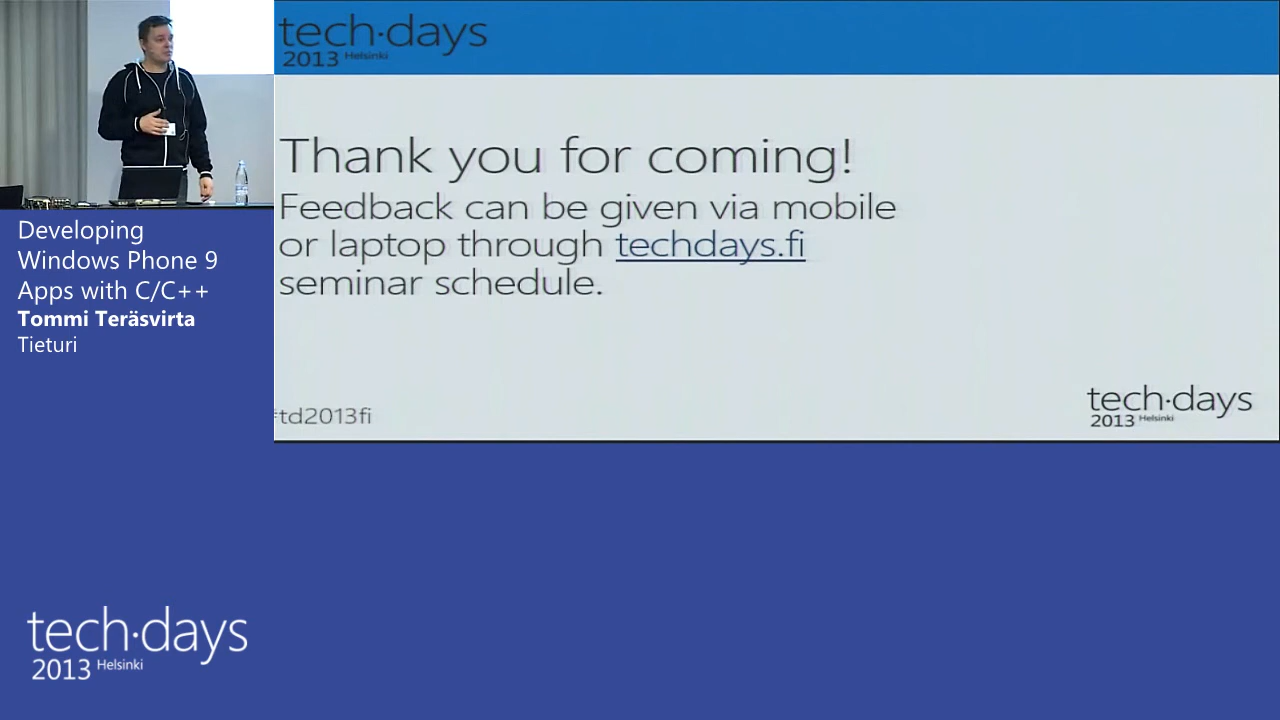 tech·days
2013 Helsinki
Thank you for coming!
Feedback can be given via mobile
or laptop through techdays.fi
seminar schedule.
#td2013fi
tech·days
2013 Helsinki
Developing
Windows Phone 9
Apps with C/C++
Tommi Teräsvirta
Tieturi
tech·days
2013 Helsinki